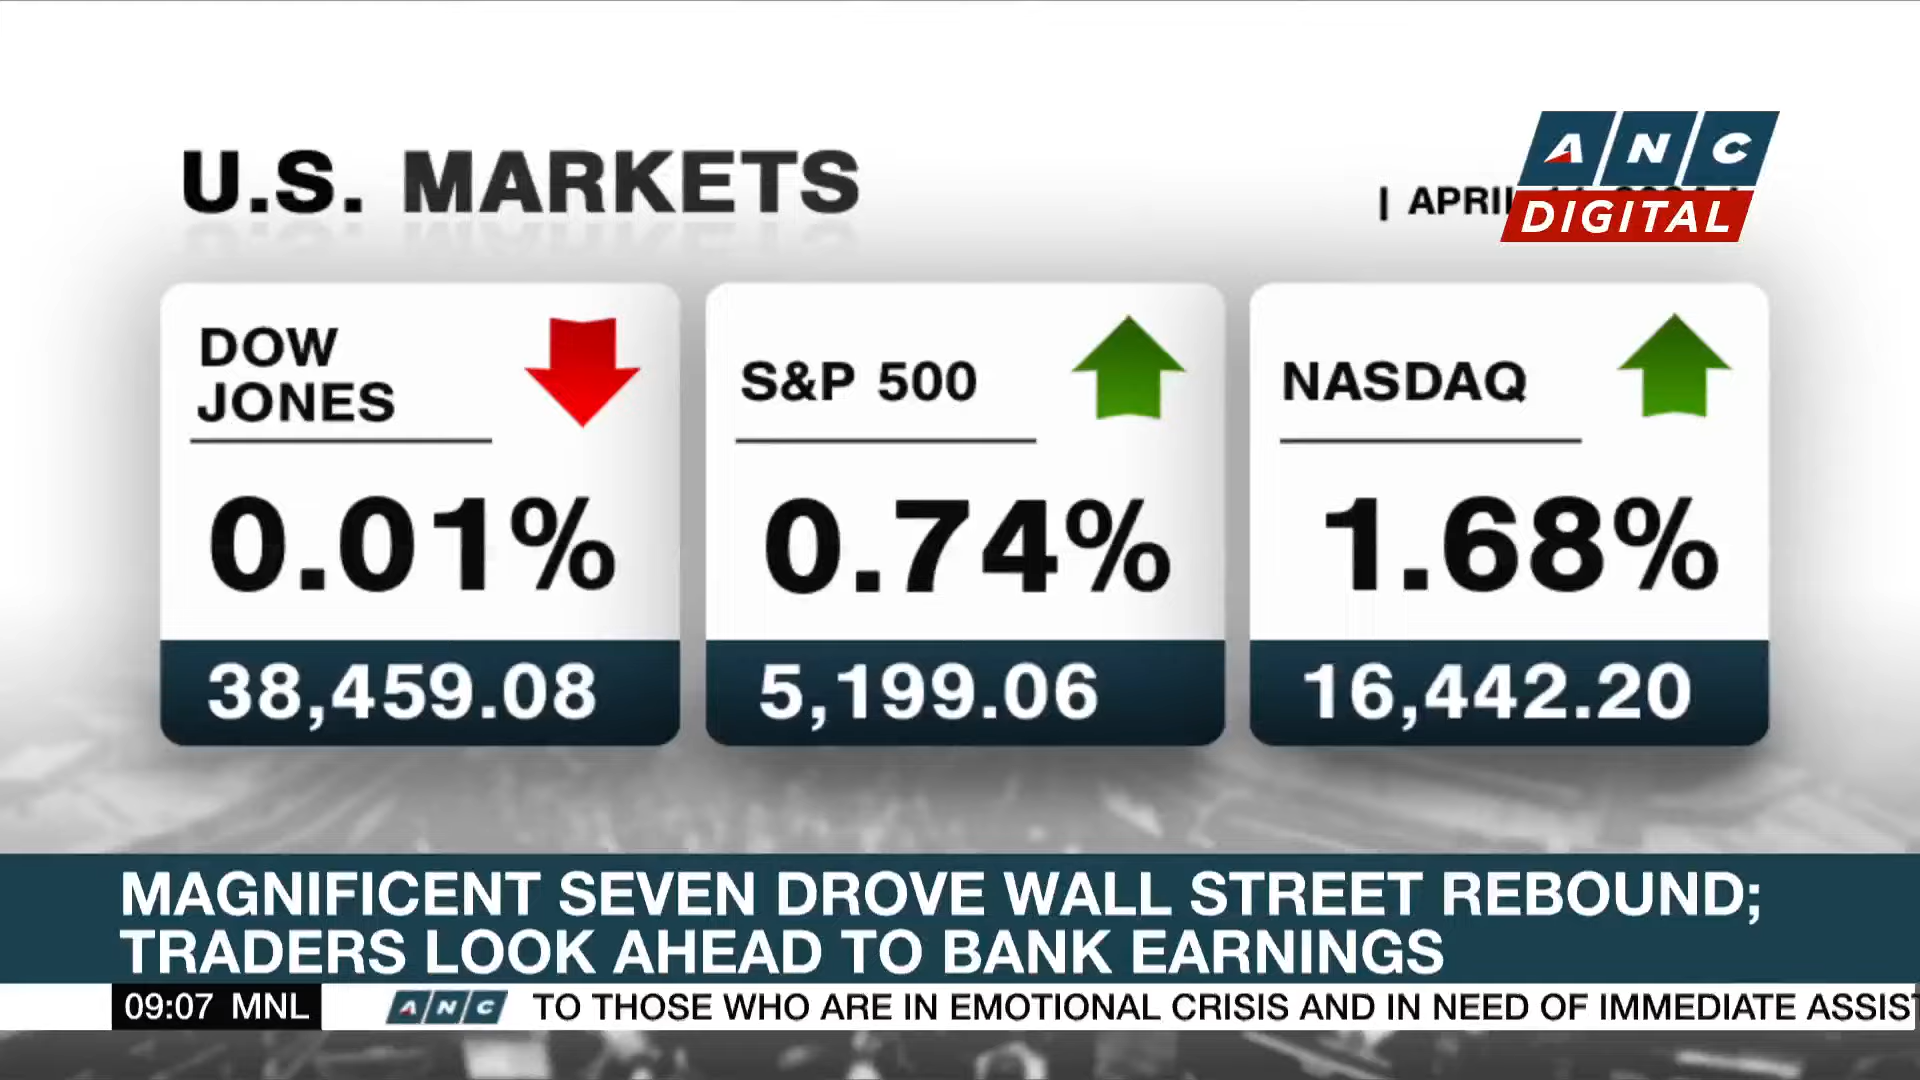 U.S. MARKETS
| APRIL
ANC
DIGITAL
DOW
JONES
0.01%
38,459.08
S&P 500
0.74%
5,199.06
NASDAQ
1.68%
16,442.20
MAGNIFICENT SEVEN DROVE WALL STREET REBOUND;
TRADERS LOOK AHEAD TO BANK EARNINGS
09:07 MNL
ANC TO THOSE WHO ARE IN EMOTIONAL CRISIS AND IN NEED OF IMMEDIATE ASSIST